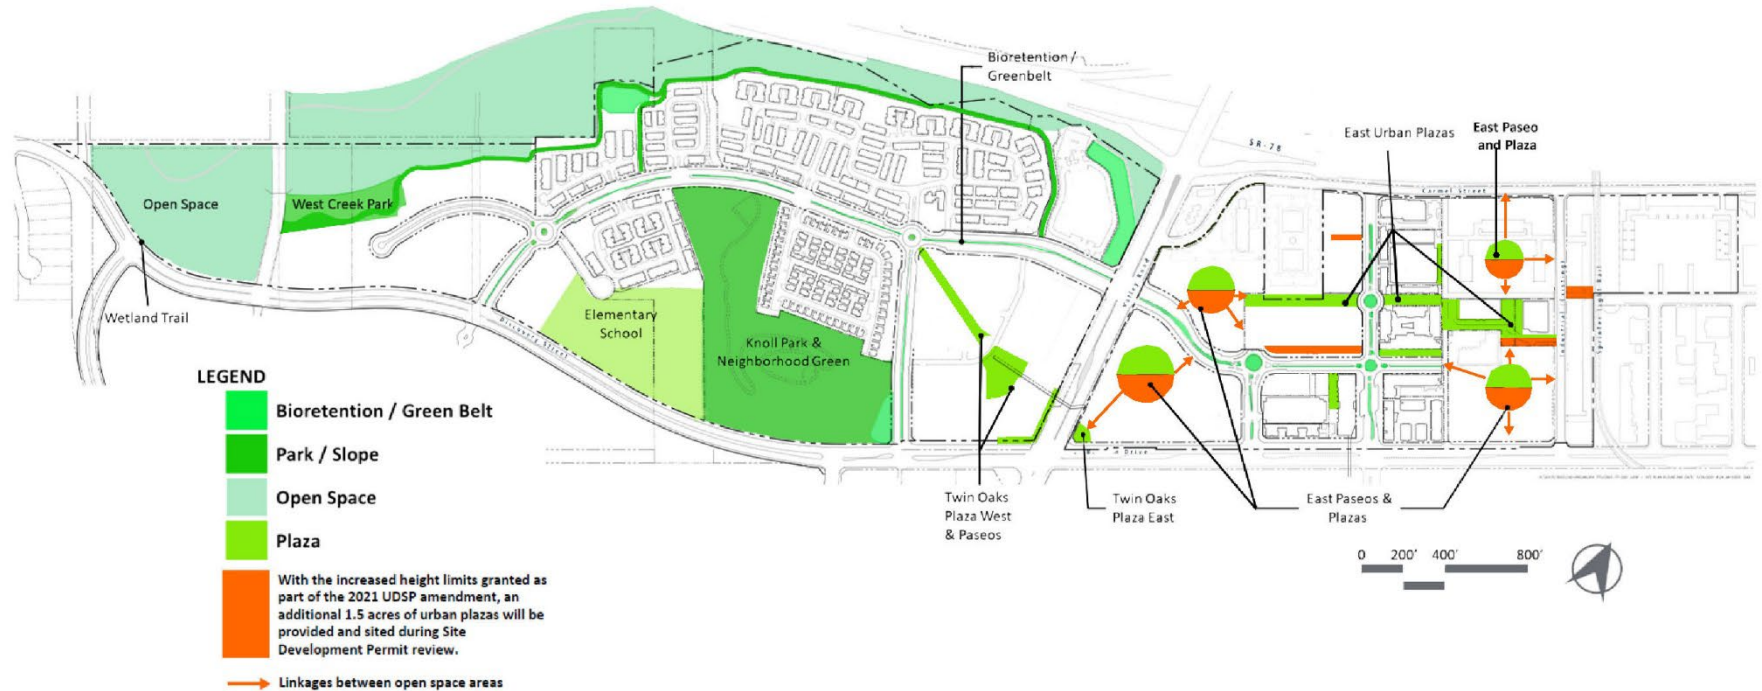 Bioretention /
Greenbelt
SR-78
East Urban Plazas
East Paseo
and Plaza
Carmel Street
Open Space
West Creek Park
Wetland Trail
Elementary
School
Knoll Park &
Neighborhood Green
Twin Oaks
Plaza West
& Paseos
Twin Oaks
Plaza East
East Paseos &
Plazas
LEGEND
Bioretention / Green Belt
Park / Slope
Open Space
Plaza
With the increased height limits granted as
part of the 2021 UDSP amendment, an
additional 1.5 acres of urban plazas will be
provided and sited during Site
Development Permit review.
Linkages between open space areas
0 200' 400' 800'